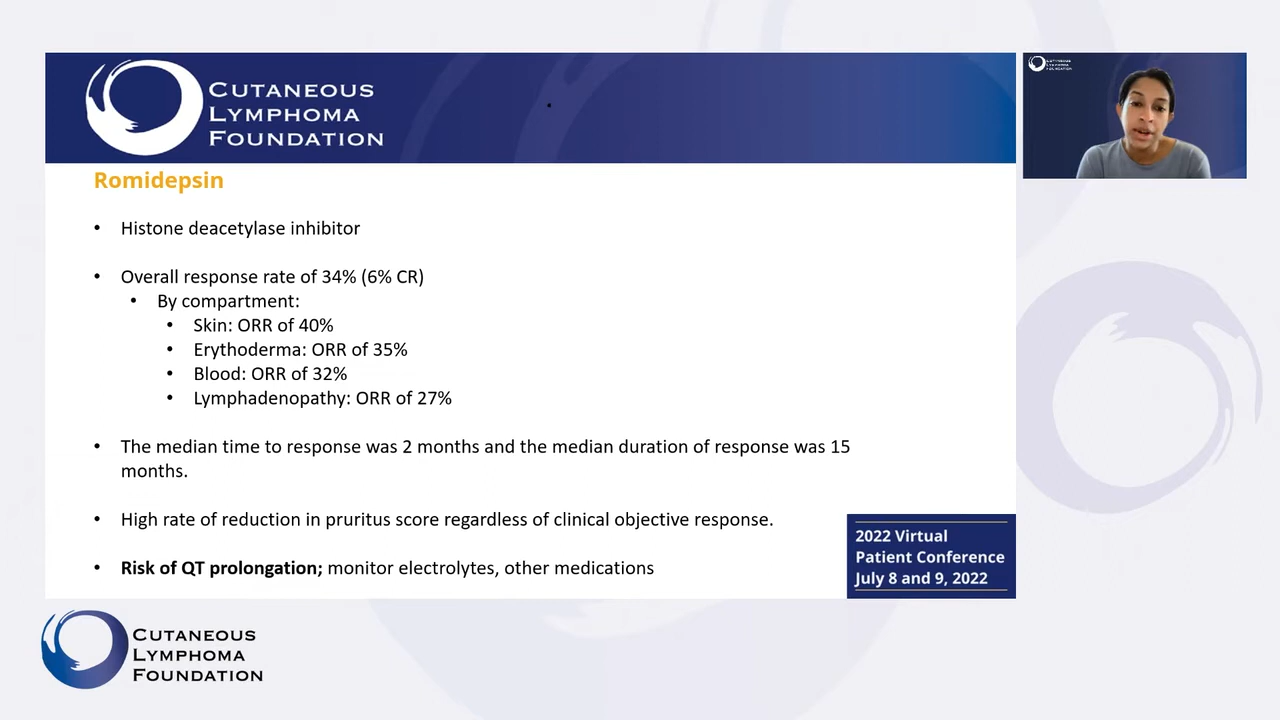 CUTANEOUS
LYMPHOMA
FOUNDATION
Romidepsin
• Histone deacetylase inhibitor
• Overall response rate of 34% (6% CR)
• By compartment:
• Skin: ORR of 40%
• Erythoderma: ORR of 35%
• Blood: ORR of 32%
• Lymphadenopathy: ORR of 27%
• The median time to response was 2 months and the median duration of response was 15
months.
• High rate of reduction in pruritus score regardless of clinical objective response.
• Risk of QT prolongation; monitor electrolytes, other medications
2022 Virtual
Patient Conference
July 8 and 9, 2022
CUTANEOUS
LYMPHOMA
FOUNDATION